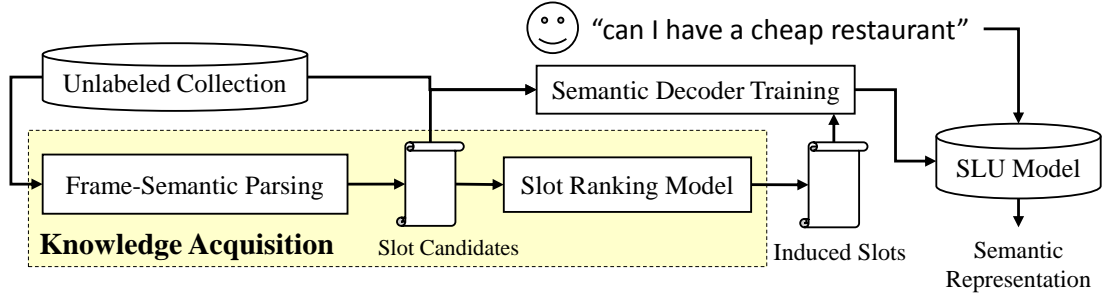 “can I have a cheap restaurant”
Unlabeled Collection
Semantic Decoder Training
SLU Model
Frame-Semantic Parsing
Slot Ranking Model
Knowledge Acquisition
Slot Candidates
Induced Slots
Semantic
Representation